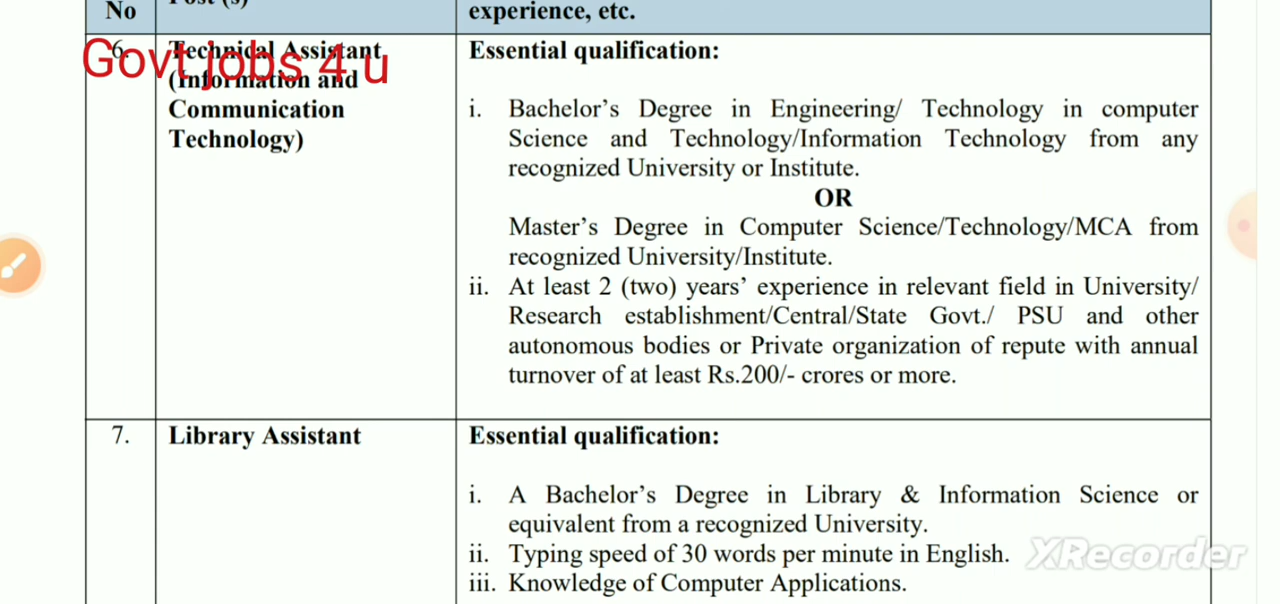 No
Post (s)
experience, etc.
6.
Technical Assistant
(Information and
Communication
Technology)
Govt jobs 4 u
Essential qualification:
i. Bachelor’s Degree in Engineering/ Technology in computer
Science and Technology/Information Technology from any
recognized University or Institute.
OR
Master’s Degree in Computer Science/Technology/MCA from
recognized University/Institute.
ii. At least 2 (two) years’ experience in relevant field in University/
Research establishment/Central/State Govt./ PSU and other
autonomous bodies or Private organization of repute with annual
turnover of at least Rs.200/- crores or more.
7.
Library Assistant
Essential qualification:
i. A Bachelor’s Degree in Library & Information Science or
equivalent from a recognized University.
ii. Typing speed of 30 words per minute in English.
iii. Knowledge of Computer Applications.
XRecorder